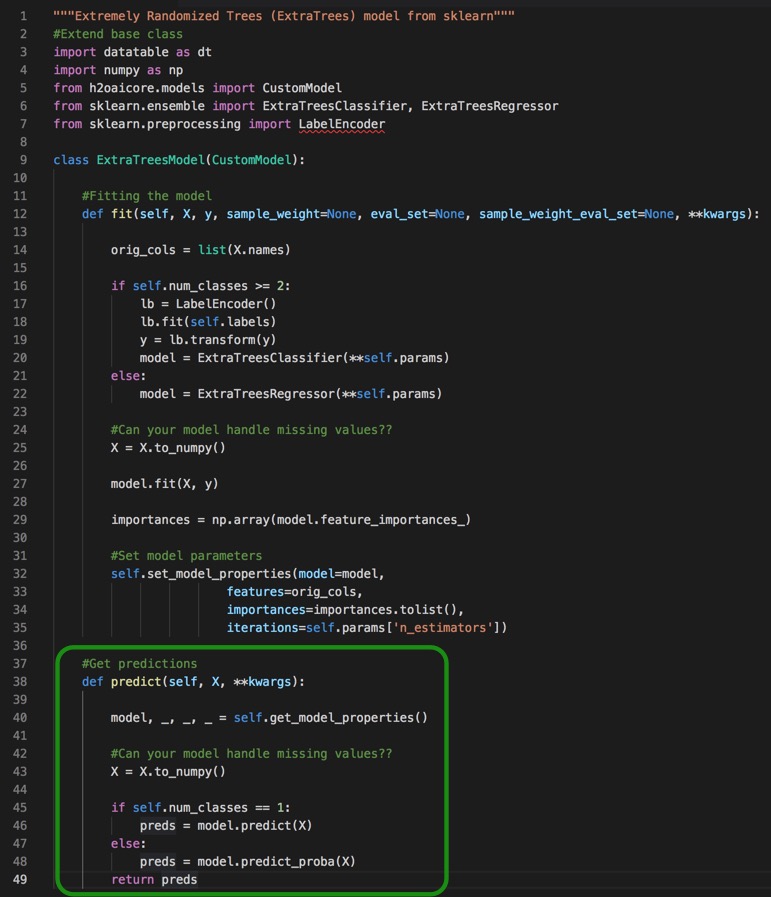 1 """Extremely Randomized Trees (ExtraTrees) model from sklearn"""
2 #Extend base class
3 import datatable as dt
4 import numpy as np
5 from h2oaicore.models import CustomModel
6 from sklearn.ensemble import ExtraTreesClassifier, ExtraTreesRegressor
7 from sklearn.preprocessing import LabelEncoder
8
9 class ExtraTreesModel(CustomModel):
10
11     #Fitting the model
12     def fit(self, X, y, sample_weight=None, eval_set=None, sample_weight_eval_set=None, **kwargs):
13
14         orig_cols = list(X.names)
15
16         if self.num_classes >= 2:
17             lb = LabelEncoder()
18             lb.fit(self.labels)
19             y = lb.transform(y)
20             model = ExtraTreesClassifier(**self.params)
21         else:
22             model = ExtraTreesRegressor(**self.params)
23
24         #Can your model handle missing values??
25         X = X.to_numpy()
26
27         model.fit(X, y)
28
29         importances = np.array(model.feature_importances_)
30
31         #Set model parameters
32         self.set_model_properties(model=model,
33                         features=orig_cols,
34                         importances=importances.tolist(),
35                         iterations=self.params['n_estimators'])
36
37     #Get predictions
38     def predict(self, X, **kwargs):
39
40         model, _, _, _ = self.get_model_properties()
41
42         #Can your model handle missing values??
43         X = X.to_numpy()
44
45         if self.num_classes == 1:
46             preds = model.predict(X)
47         else:
48             preds = model.predict_proba(X)
49         return preds